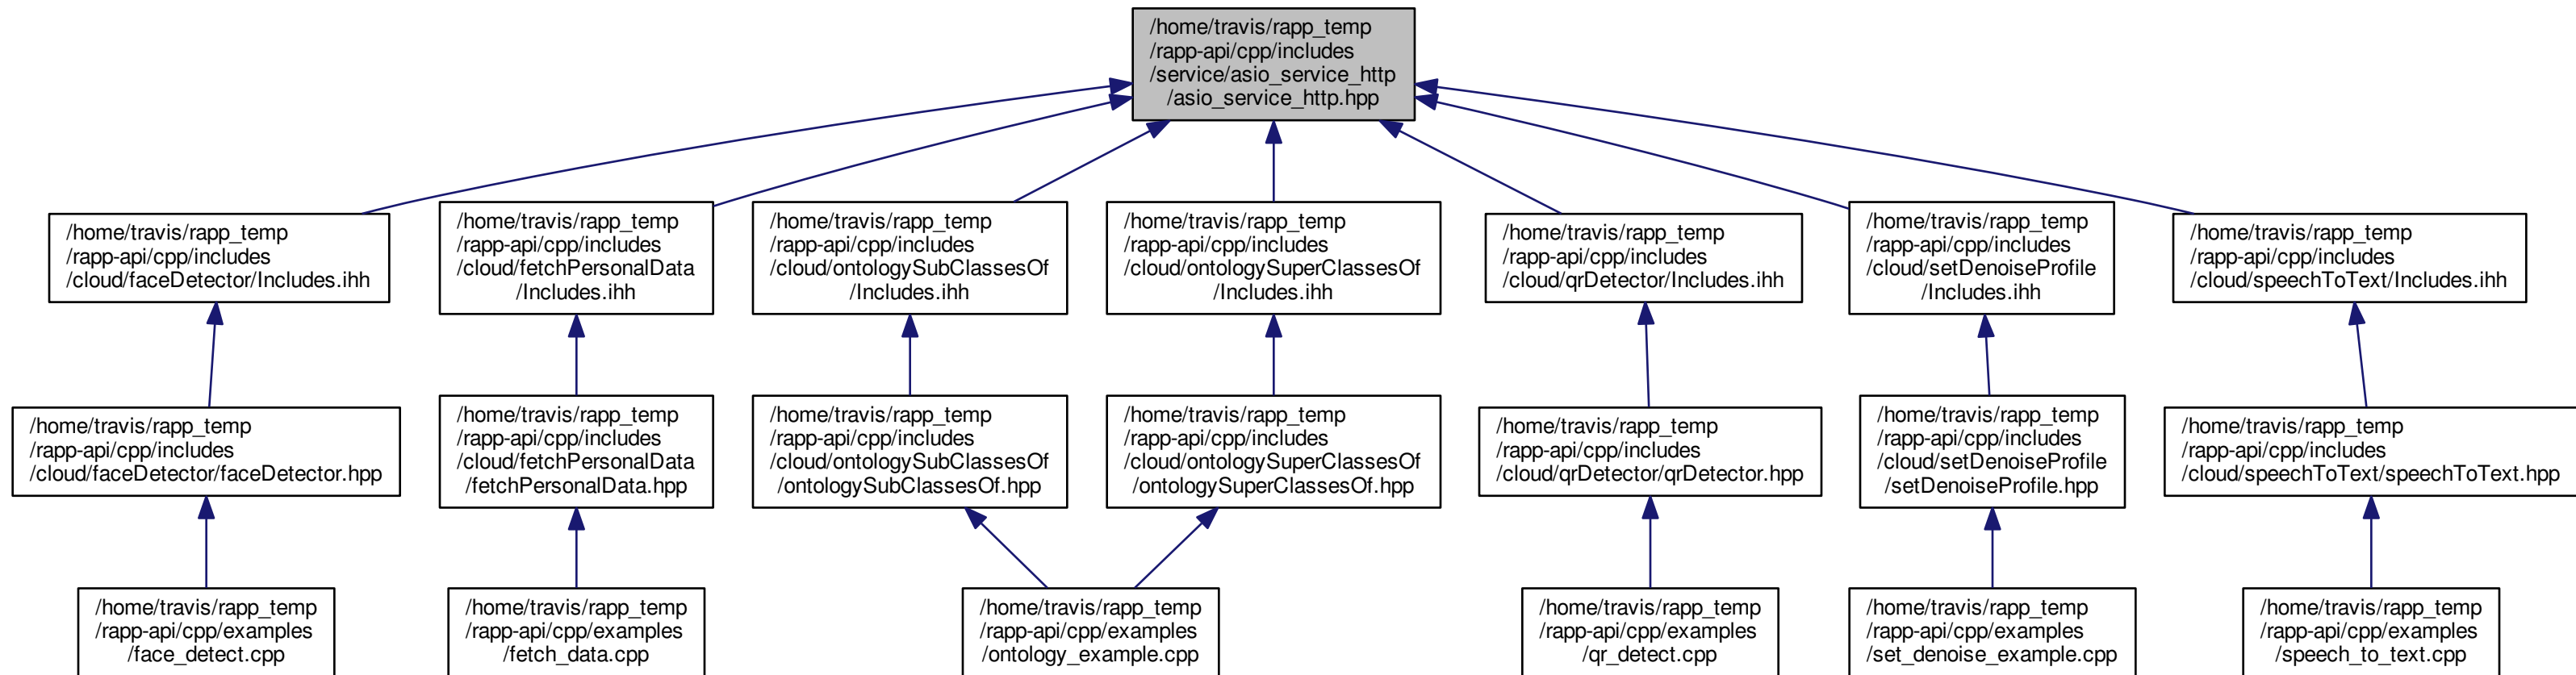 /home/travis/rapp_temp
/rapp-api/cpp/includes
/service/asio_service_http
/asio_service_http.hpp
/home/travis/rapp_temp
/rapp-api/cpp/includes
/cloud/faceDetector/Includes.ihh
/home/travis/rapp_temp
/rapp-api/cpp/includes
/cloud/fetchPersonalData
/Includes.ihh
/home/travis/rapp_temp
/rapp-api/cpp/includes
/cloud/ontologySubClassesOf
/Includes.ihh
/home/travis/rapp_temp
/rapp-api/cpp/includes
/cloud/ontologySuperClassesOf
/Includes.ihh
/home/travis/rapp_temp
/rapp-api/cpp/includes
/cloud/qrDetector/Includes.ihh
/home/travis/rapp_temp
/rapp-api/cpp/includes
/cloud/setDenoiseProfile
/Includes.ihh
/home/travis/rapp_temp
/rapp-api/cpp/includes
/cloud/speechToText/Includes.ihh
/home/travis/rapp_temp
/rapp-api/cpp/includes
/cloud/faceDetector/faceDetector.hpp
/home/travis/rapp_temp
/rapp-api/cpp/includes
/cloud/fetchPersonalData
/fetchPersonalData.hpp
/home/travis/rapp_temp
/rapp-api/cpp/includes
/cloud/ontologySubClassesOf
/ontologySubClassesOf.hpp
/home/travis/rapp_temp
/rapp-api/cpp/includes
/cloud/ontologySuperClassesOf
/ontologySuperClassesOf.hpp
/home/travis/rapp_temp
/rapp-api/cpp/includes
/cloud/qrDetector/qrDetector.hpp
/home/travis/rapp_temp
/rapp-api/cpp/includes
/cloud/setDenoiseProfile
/setDenoiseProfile.hpp
/home/travis/rapp_temp
/rapp-api/cpp/includes
/cloud/speechToText/speechToText.hpp
/home/travis/rapp_temp
/rapp-api/cpp/examples
/face_detect.cpp
/home/travis/rapp_temp
/rapp-api/cpp/examples
/fetch_data.cpp
/home/travis/rapp_temp
/rapp-api/cpp/examples
/ontology_example.cpp
/home/travis/rapp_temp
/rapp-api/cpp/examples
/qr_detect.cpp
/home/travis/rapp_temp
/rapp-api/cpp/examples
/set_denoise_example.cpp
/home/travis/rapp_temp
/rapp-api/cpp/examples
/speech_to_text.cpp